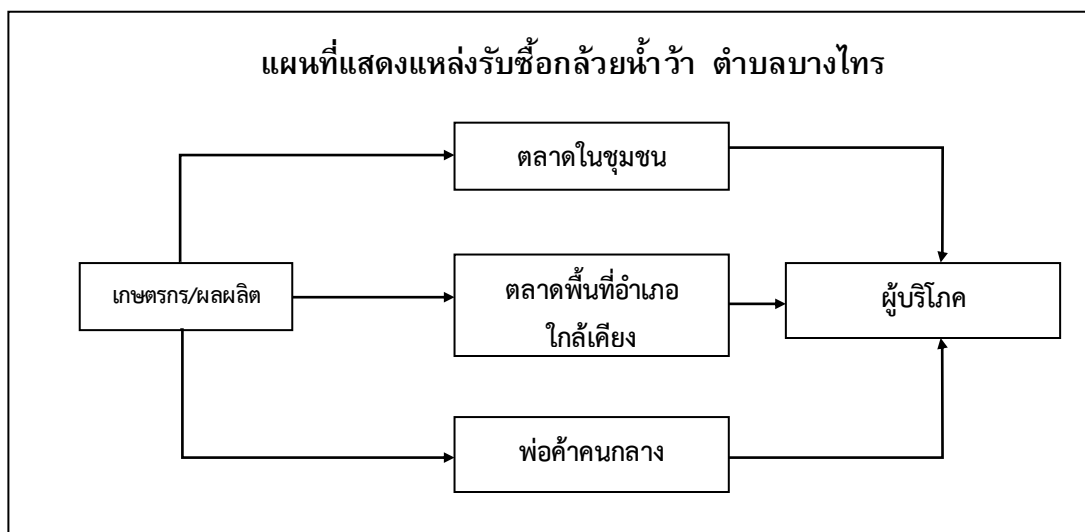 แผนที่แสดงแหล่งรับซื้อกล้วยน้ำว้า ตำบลบางไทร
ตลาดในชุมชน
เกษตรกร/ผลผลิต
ตลาดพื้นที่อำเภอ
ใกล้เคียง
ผู้บริโภค
พ่อค้าคนกลาง